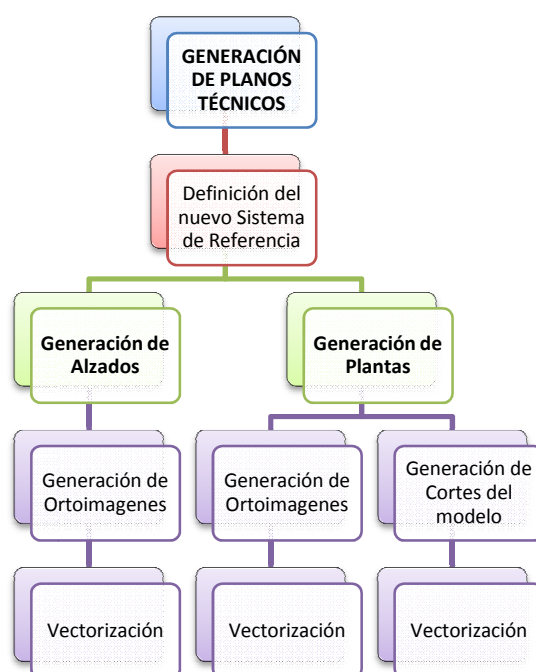 GENERACIÓN
DE PLANOS
TÉCNICOS
Definición del
nuevo Sistema
de Referencia
Generación de
Alzados
Generación de
Plantas
Generación de
Ortoimagenes
Generación de
Ortoimagenes
Generación de
Cortes del
modelo
Vectorización
Vectorización
Vectorización